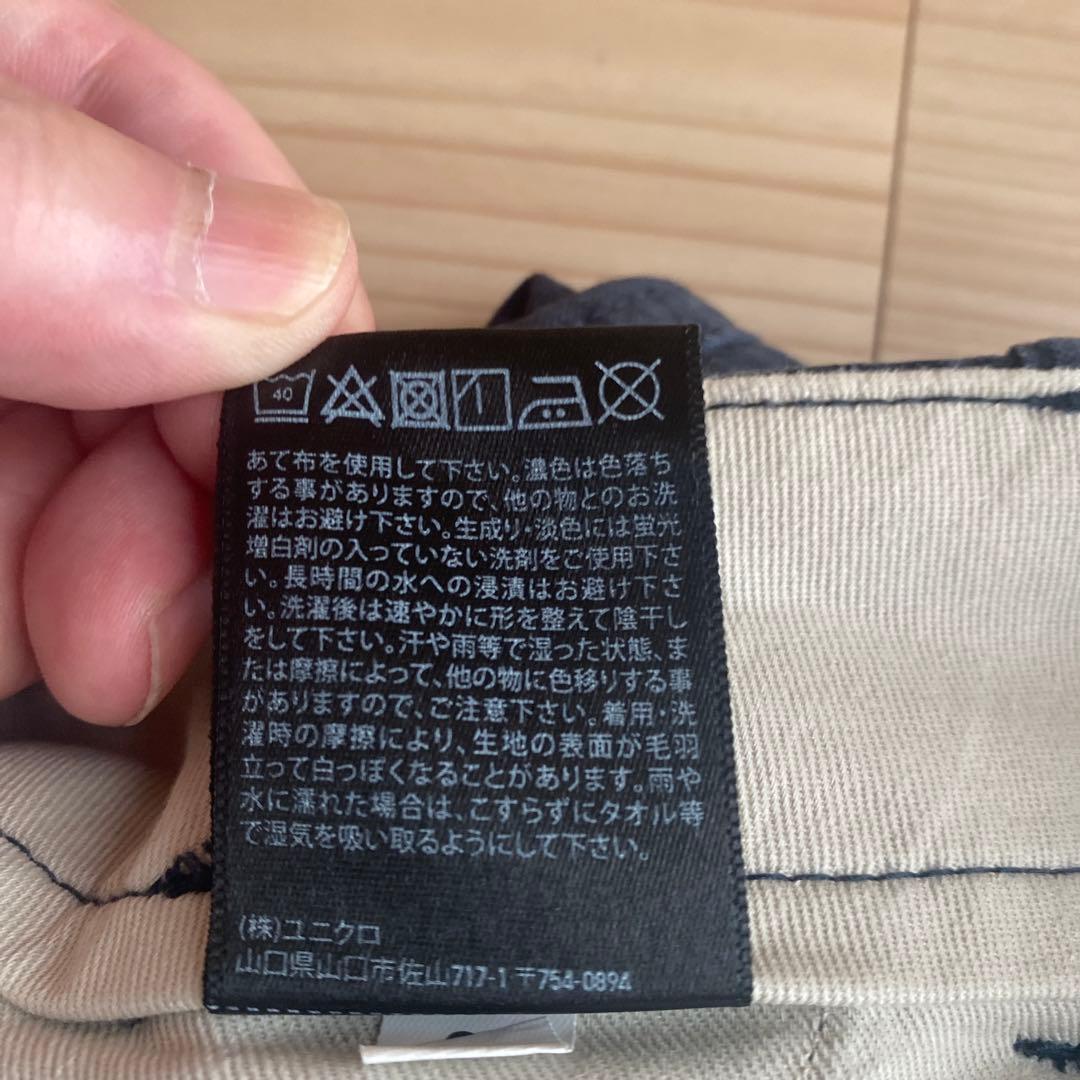 40
あて布を使用して下さい。濃色は色落ち
する事がありますので、他の物とのお洗
濯はお避け下さい。生成り・淡色には蛍光
増白剤の入っていない洗剤をご使用下さ
い。長時間の水への浸漬はお避け下さ
い。洗濯後は速やかに形を整えて陰干し
をして下さい。汗や雨等で湿った状態、ま
たは摩擦によって、他の物に色移りする事
がありますので、ご注意下さい。着用・洗
濯時の摩擦により、生地の表面が毛羽
立って白っぽくなることがあります。雨や
水に濡れた場合は、こすらずにタオル等
で湿気を吸い取るようにして下さい。
(株)ユニクロ
山口県山口市佐山717-1 〒754-0894